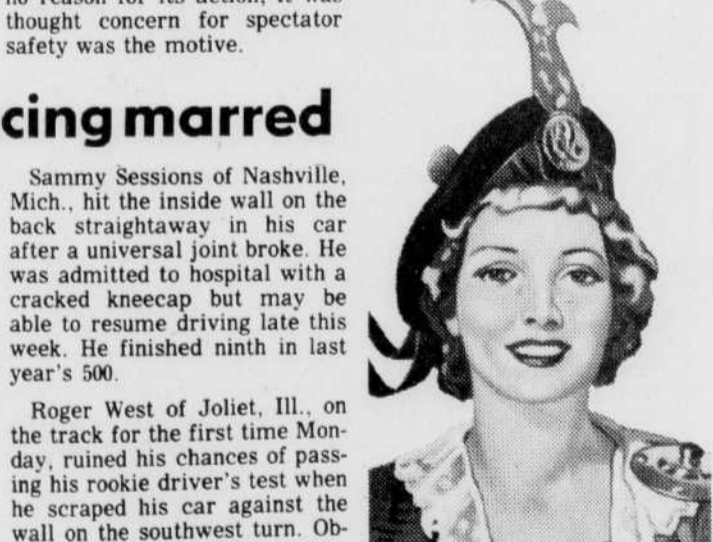 no reason for its action, it was
thought concern for spectator
safety was the motive.
cing marred
Sammy Sessions of Nashville,
Mich., hit the inside wall on the
back straightaway in his car
after a universal joint broke. He
was admitted to hospital with a
cracked kneecap but may be
able to resume driving late this
week. He finished ninth in last
year's 500.
Roger West of Joliet, Ill., on
the track for the first time Mon-
day, ruined his chances of pass-
ing his rookie driver's test when
he scraped his car against the
wall on the southwest turn. Ob-